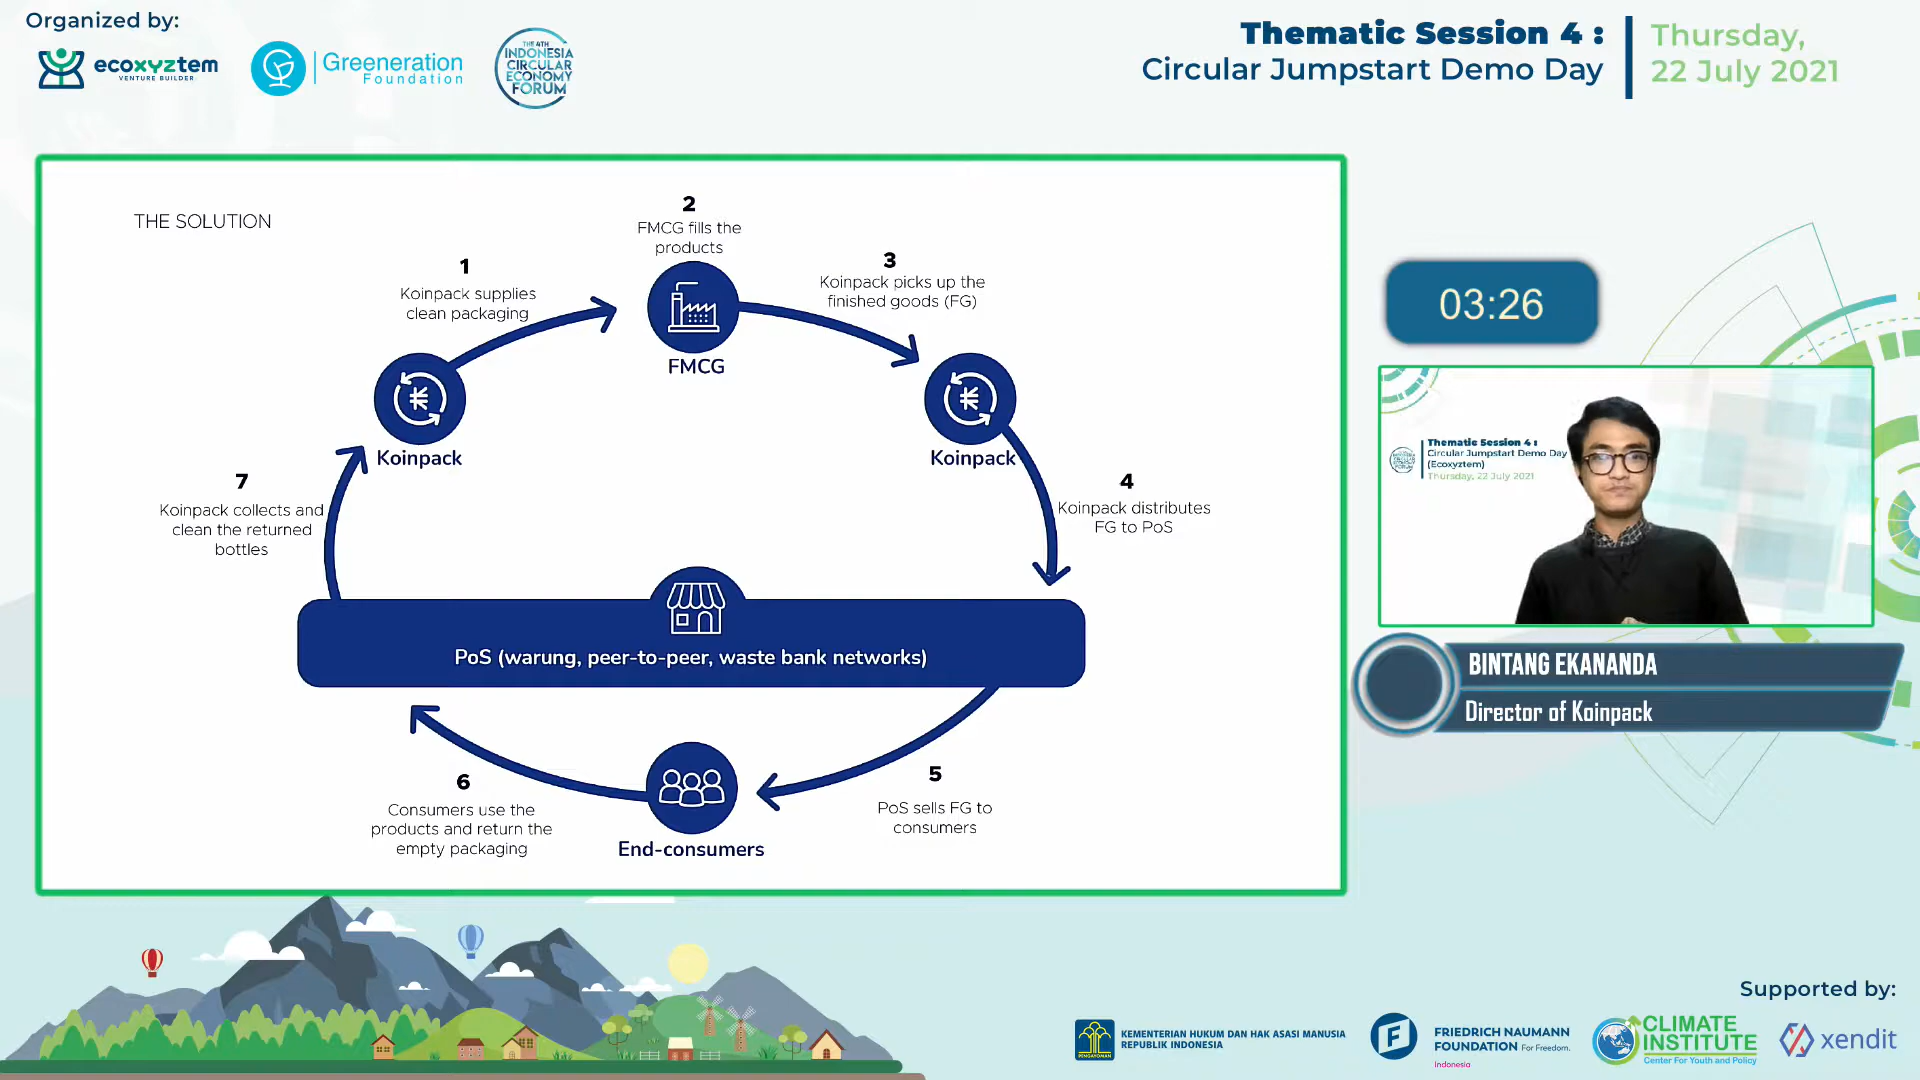 Organized by:
ecoxyztem
VENTURE BUILDER
Greeneration
Foundation
THE 4TH
INDONESIA
CIRCULAR
ECONOMY
FORUM
Thematic Session 4 :
Circular Jumpstart Demo Day
Thursday,
22 July 2021
THE SOLUTION
1
Koinpack supplies
clean packaging
2
FMCG fills the
products
FMCG
3
Koinpack picks up the
finished goods (FG)
Koinpack
Koinpack
4
Koinpack distributes
FG to PoS
7
Koinpack collects and
clean the returned
bottles
PoS (warung, peer-to-peer, waste bank networks)
6
Consumers use the
products and return the
empty packaging
End-consumers
5
PoS sells FG to
consumers
03:26
Thematic Session 4 :
Circular Jumpstart Demo Day
(Ecoxyztem)
Thursday, 22 July 2021
BINTANG EKANANDA
Director of Koinpack
Supported by:
PENGAYOMAN
KEMENTERIAN HUKUM DAN HAK ASASI MANUSIA
REPUBLIK INDONESIA
FRIEDRICH NAUMANN
FOUNDATION For Freedom.
Indonesia
CLIMATE
INSTITUTE
Center For Youth and Policy
xendit